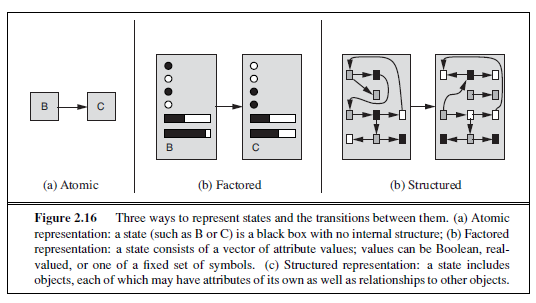 B
C
B
C
(a) Atomic
(b) Factored
(b) Structured
Figure 2.16 Three ways to represent states and the transitions between them. (a) Atomic
representation: a state (such as B or C) is a black box with no internal structure; (b) Factored
representation: a state consists of a vector of attribute values; values can be Boolean, real-
valued, or one of a fixed set of symbols. (c) Structured representation: a state includes
objects, each of which may have attributes of its own as well as relationships to other objects.